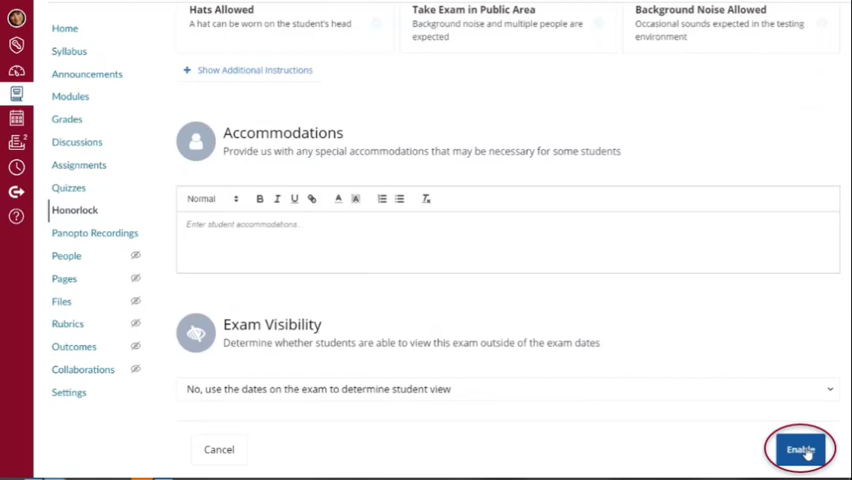 Hats Allowed
A hat can be worn on the student's head
Take Exam in Public Area
Background noise and multiple people are
expected
Background Noise Allowed
Occasional sounds expected in the testing
environment
+ Show Additional Instructions
Home
Syllabus
Announcements
Modules
Grades
Discussions
Assignments
Quizzes
Honorlock
Panopto Recordings
People
Pages
Files
Rubrics
Outcomes
Collaborations
Settings
2
Accommodations
Provide us with any special accommodations that may be necessary for some students
Normal
B I U A A
Enter student accommodations...
Exam Visibility
Determine whether students are able to view this exam outside of the exam dates
No, use the dates on the exam to determine student view
Cancel
Enable